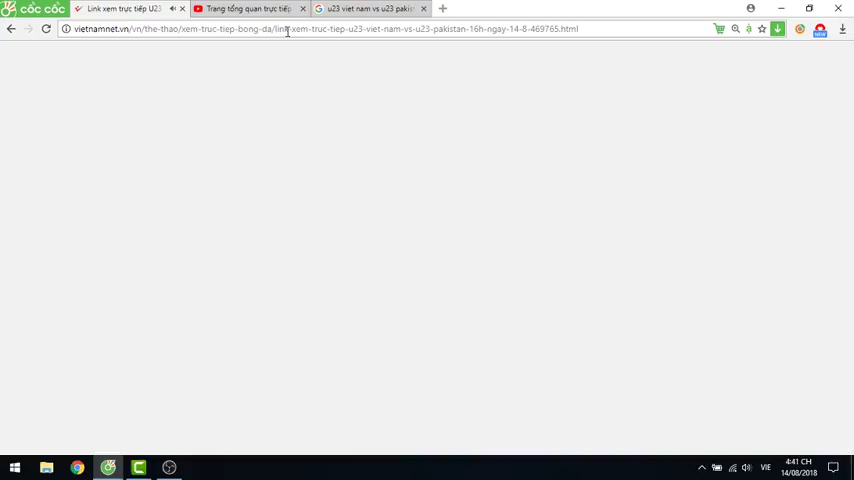 cốc cốc
Link xem trực tiếp U23
Trang tổng quan trực tiếp
u23 viet nam vs u23 pakis
vietnamnet.vn/vn/the-thao/xem-truc-tiep-bong-da/link-xem-truc-tiep-u23-viet-nam-vs-u23-pakistan-16h-ngay-14-8-469765.html
NEW
VIE
4:41 CH
14/08/2018